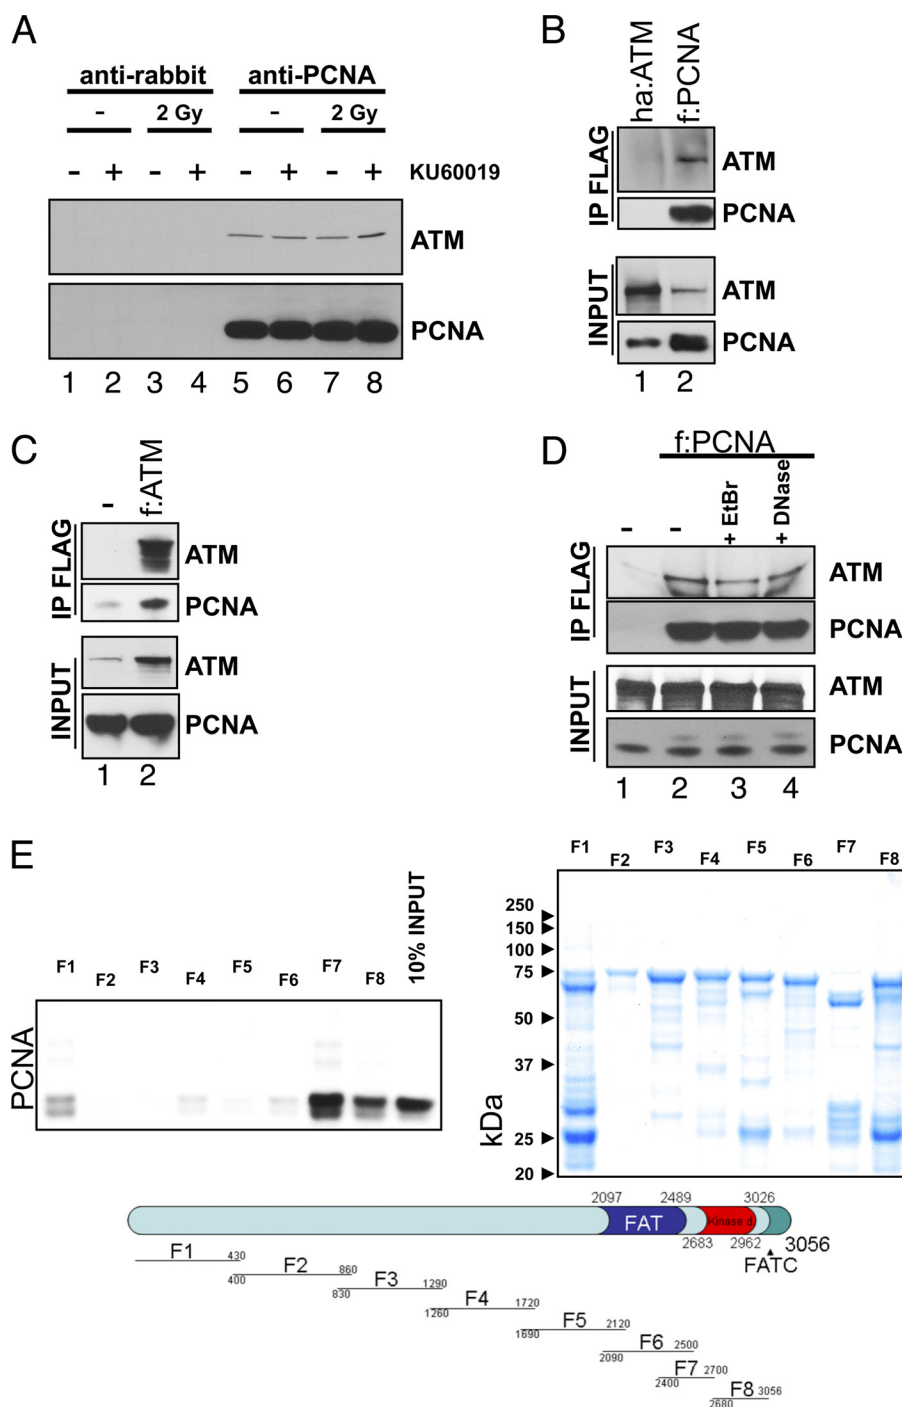 A
anti-rabbit anti-PCNA
- 2 Gy - 2 Gy
- + - + - + - + KU60019
ATM
PCNA
1 2 3 4 5 6 7 8
B
ha:ATM f:PCNA
IP FLAG
ATM
PCNA
INPUT
ATM
PCNA
1 2
C
- f:ATM
IP FLAG
ATM
PCNA
INPUT
ATM
PCNA
1 2
D
f:PCNA
- - + EtBr + DNase
IP FLAG
ATM
PCNA
INPUT
ATM
PCNA
1 2 3 4
E
F1 F2 F3 F4 F5 F6 F7 F8 10% INPUT
PCNA
F1 F2 F3 F4 F5 F6 F7 F8
250
150
100
75
50
37
25
20
kDa
2097 2489 3026
FAT Kinase d
2683 2962 3056
FATC
F1 430
400 F2 860
830 F3 1290
1260 F4 1720
1690 F5 2120
2090 F6 2500
2400 F7 2700
2680 F8 3056